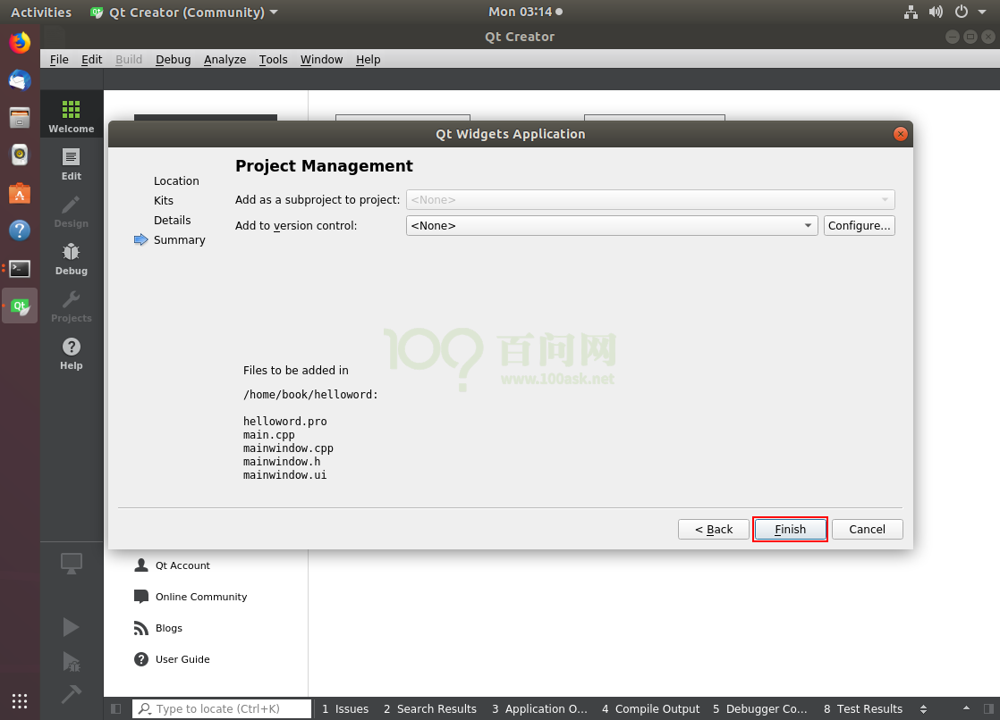 Activities Qt Creator (Community) Mon 03:14
Qt Creator
File Edit Build Debug Analyze Tools Window Help
Welcome
Edit
Design
Debug
Projects
Help
Qt Widgets Application
Location
Kits
Details
Summary
Project Management
Add as a subproject to project: <None>
Add to version control: <None> Configure...
100? 百问网
www.100ask.net
Files to be added in
/home/book/helloword:
helloword.pro
main.cpp
mainwindow.cpp
mainwindow.h
mainwindow.ui
< Back Finish Cancel
Qt Account
Online Community
Blogs
User Guide
Type to locate (Ctrl+K) 1 Issues 2 Search Results 3 Application O... 4 Compile Output 5 Debugger Co... 8 Test Results